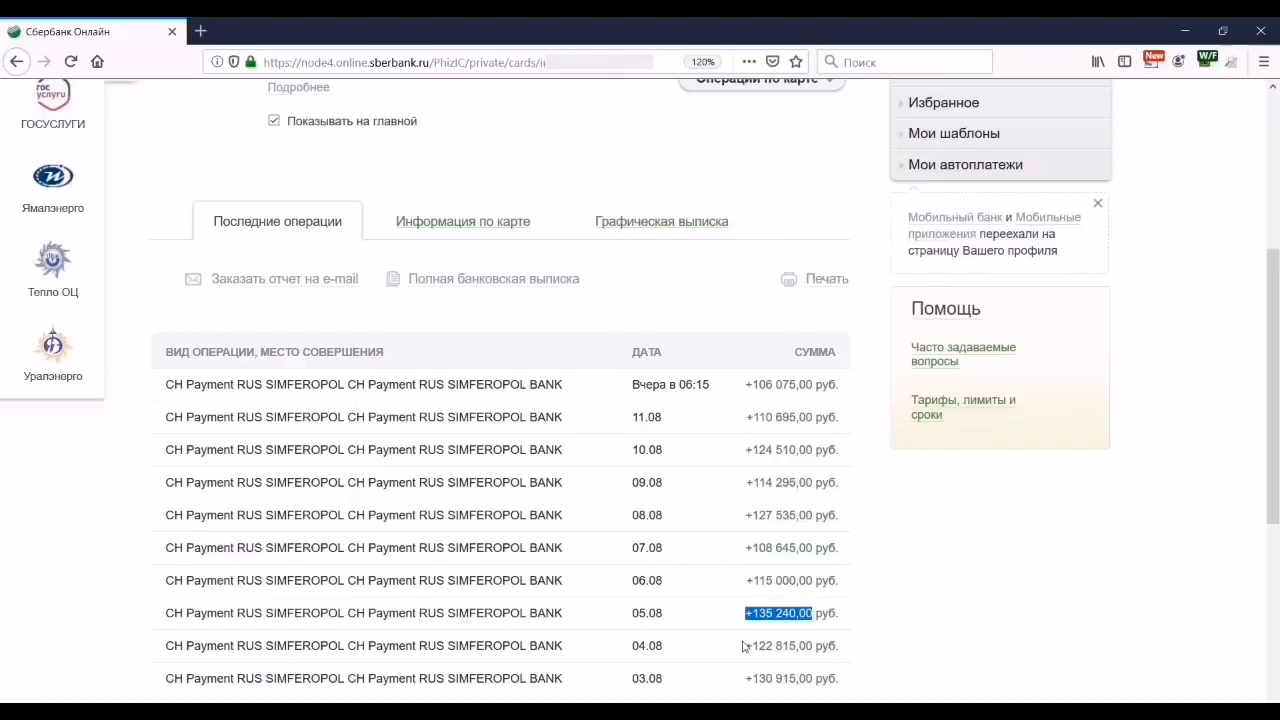 Сбербанк Онлайн
https://node4.online.sberbank.ru/PhizIC/private/cards/i
120%
Поиск
New
W/F
гос
услуги
ГОСУСЛУГИ
Ямалэнерго
Тепло ОЦ
Уралэнерго
Подробнее
Показывать на главной
Операции по карте
Избранное
Мои шаблоны
Мои автоплатежи
Мобильный банк и Мобильные
приложения переехали на
страницу Вашего профиля
Помощь
Часто задаваемые
вопросы
Тарифы, лимиты и
сроки
Последние операции Информация по карте Графическая выписка
Заказать отчет на e-mail Полная банковская выписка Печать
ВИД ОПЕРАЦИИ, МЕСТО СОВЕРШЕНИЯ ДАТА СУММА
CH Payment RUS SIMFEROPOL CH Payment RUS SIMFEROPOL BANK Вчера в 06:15 +106 075,00 руб.
CH Payment RUS SIMFEROPOL CH Payment RUS SIMFEROPOL BANK 11.08 +110 695,00 руб.
CH Payment RUS SIMFEROPOL CH Payment RUS SIMFEROPOL BANK 10.08 +124 510,00 руб.
CH Payment RUS SIMFEROPOL CH Payment RUS SIMFEROPOL BANK 09.08 +114 295,00 руб.
CH Payment RUS SIMFEROPOL CH Payment RUS SIMFEROPOL BANK 08.08 +127 535,00 руб.
CH Payment RUS SIMFEROPOL CH Payment RUS SIMFEROPOL BANK 07.08 +108 645,00 руб.
CH Payment RUS SIMFEROPOL CH Payment RUS SIMFEROPOL BANK 06.08 +115 000,00 руб.
CH Payment RUS SIMFEROPOL CH Payment RUS SIMFEROPOL BANK 05.08 +135 240,00 руб.
CH Payment RUS SIMFEROPOL CH Payment RUS SIMFEROPOL BANK 04.08 +122 815,00 руб.
CH Payment RUS SIMFEROPOL CH Payment RUS SIMFEROPOL BANK 03.08 +130 915,00 руб.